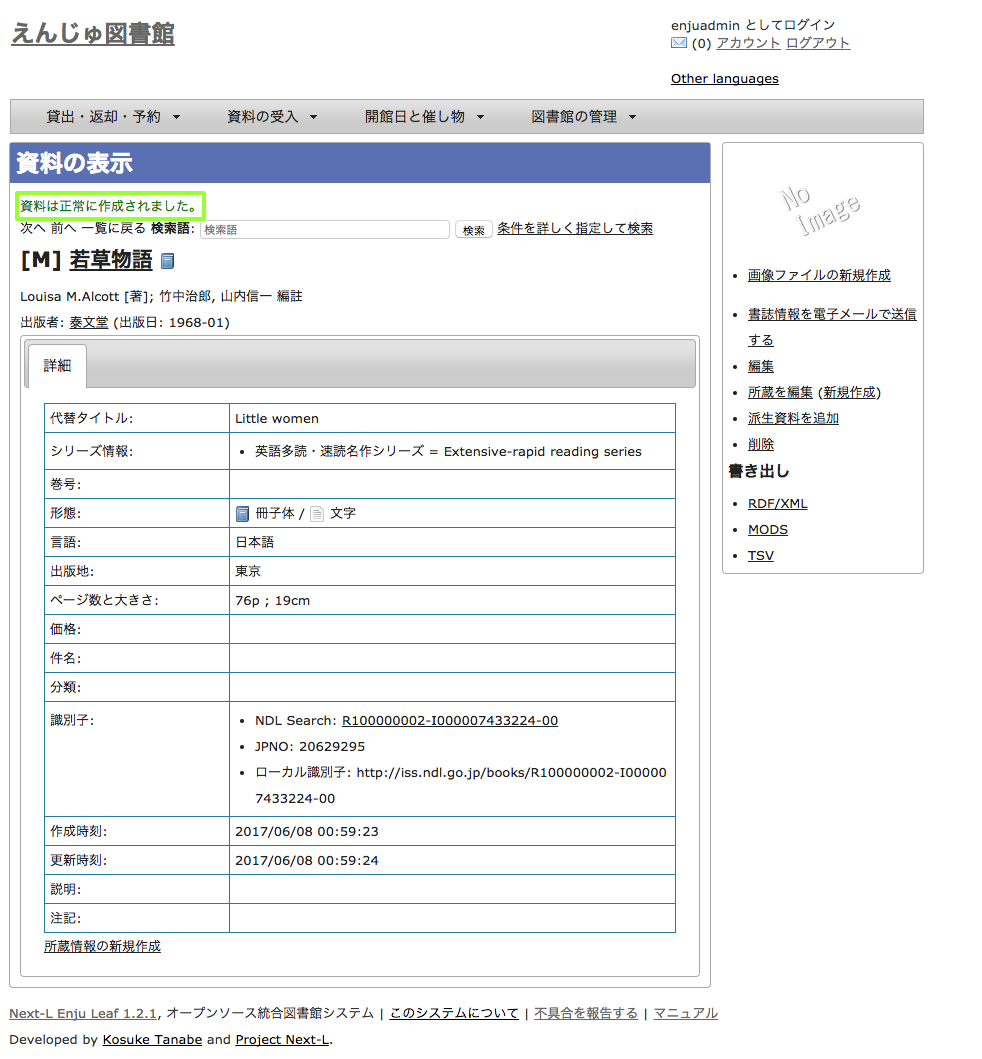 えんじゅ図書館
enjuadmin としてログイン
(0) アカウント ログアウト
Other languages
貸出・返却・予約 資料の受入 開館日と催し物 図書館の管理
資料の表示
資料は正常に作成されました。
次へ 前へ 一覧に戻る 検索語: 検索語 検索 条件を詳しく指定して検索
[M] 若草物語
Louisa M.Alcott [著]; 竹中治郎, 山内信一 編註
出版者: 泰文堂 (出版日: 1968-01)
詳細
代替タイトル: Little women
シリーズ情報: • 英語多読・速読名作シリーズ = Extensive-rapid reading series
巻号:
形態: 冊子体 / 文字
言語: 日本語
出版地: 東京
ページ数と大きさ: 76p ; 19cm
価格:
件名:
分類:
識別子: • NDL Search: R100000002-I000007433224-00
• JPNO: 20629295
• ローカル識別子: http://iss.ndl.go.jp/books/R100000002-I00000
7433224-00
作成時刻: 2017/06/08 00:59:23
更新時刻: 2017/06/08 00:59:24
説明:
注記:
所蔵情報の新規作成
No
Image
• 画像ファイルの新規作成
• 書誌情報を電子メールで送信
する
• 編集
• 所蔵を編集 (新規作成)
• 派生資料を追加
• 削除
書き出し
• RDF/XML
• MODS
• TSV
Next-L Enju Leaf 1.2.1, オープンソース統合図書館システム | このシステムについて | 不具合を報告する | マニュアル
Developed by Kosuke Tanabe and Project Next-L.